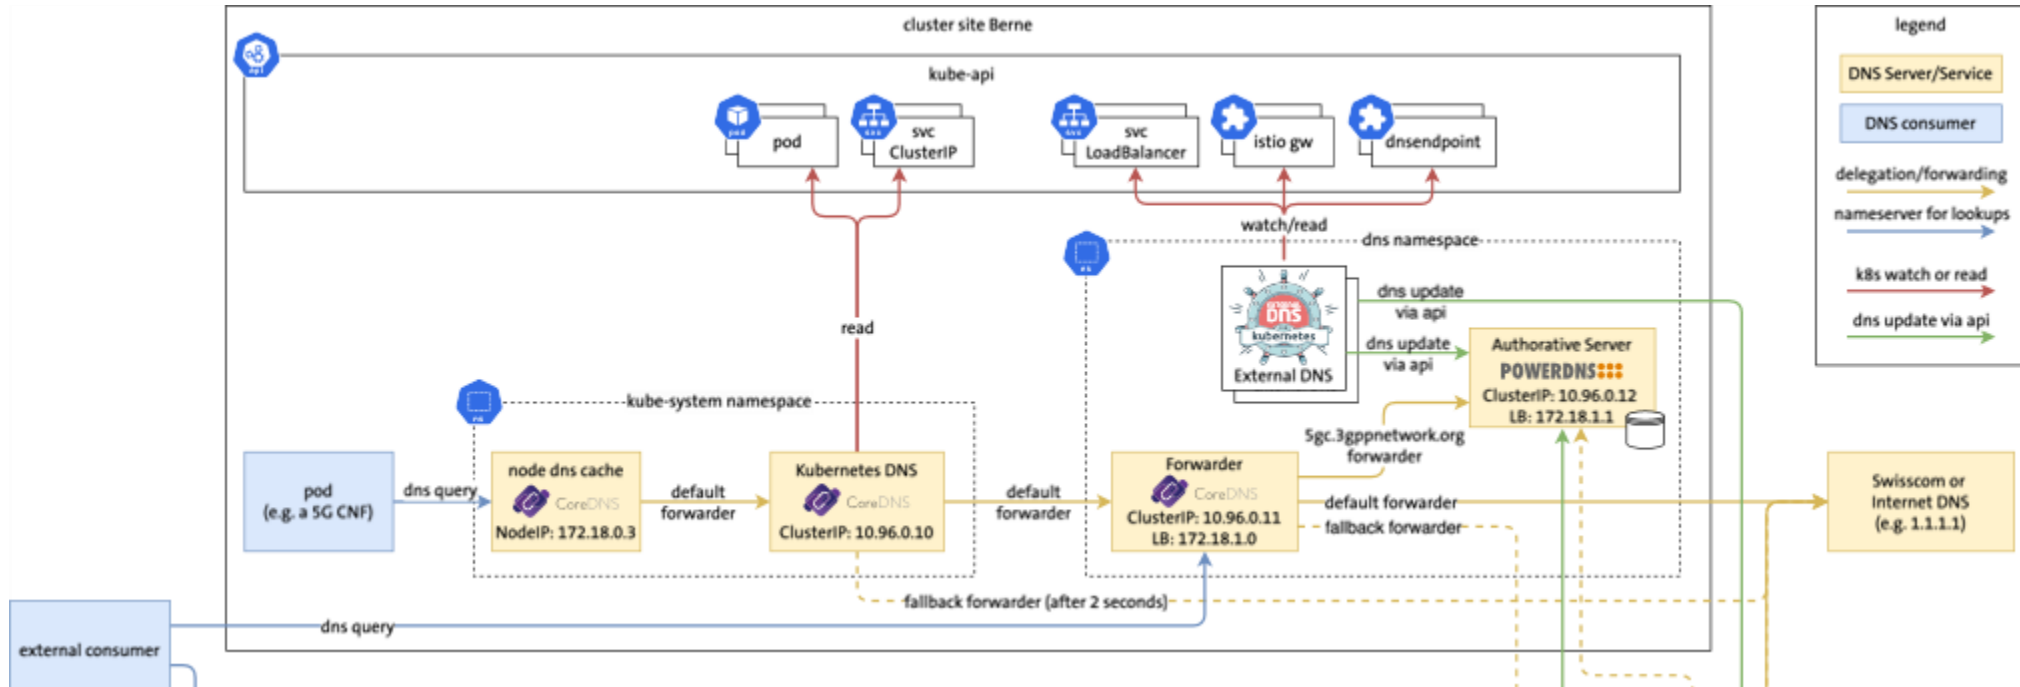 cluster site Berne
kube-api
pod
svc
ClusterIP
svc
LoadBalancer
istio gw
dnsendpoint
watch/read
dns namespace
read
EXTERNAL
DNS
kubernetes
External DNS
dns update
via api
dns update
via api
Authorative Server
POWERDNS
ClusterIP: 10.96.0.12
LB: 172.18.1.1
kube-system namespace
pod
(e.g. a 5G CNF)
dns query
node dns cache
CoreDNS
NodeIP: 172.18.0.3
default
forwarder
Kubernetes DNS
CoreDNS
ClusterIP: 10.96.0.10
default
forwarder
Forwarder
CoreDNS
ClusterIP: 10.96.0.11
LB: 172.18.1.0
5gc.3gppnetwork.org
forwarder
default forwarder
fallback forwarder
Swisscom or
Internet DNS
(e.g. 1.1.1.1)
fallback forwarder (after 2 seconds)
dns query
external consumer
legend
DNS Server/Service
DNS consumer
delegation/forwarding
nameserver for lookups
k8s watch or read
dns update via api